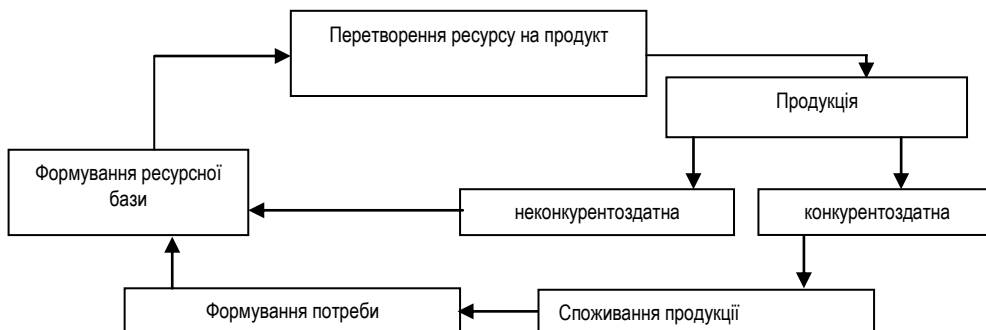 Перетворення ресурсу на продукт
Продукція
Формування ресурсної
бази
неконкурентоздатна
конкурентоздатна
Формування потреби
Споживання продукції